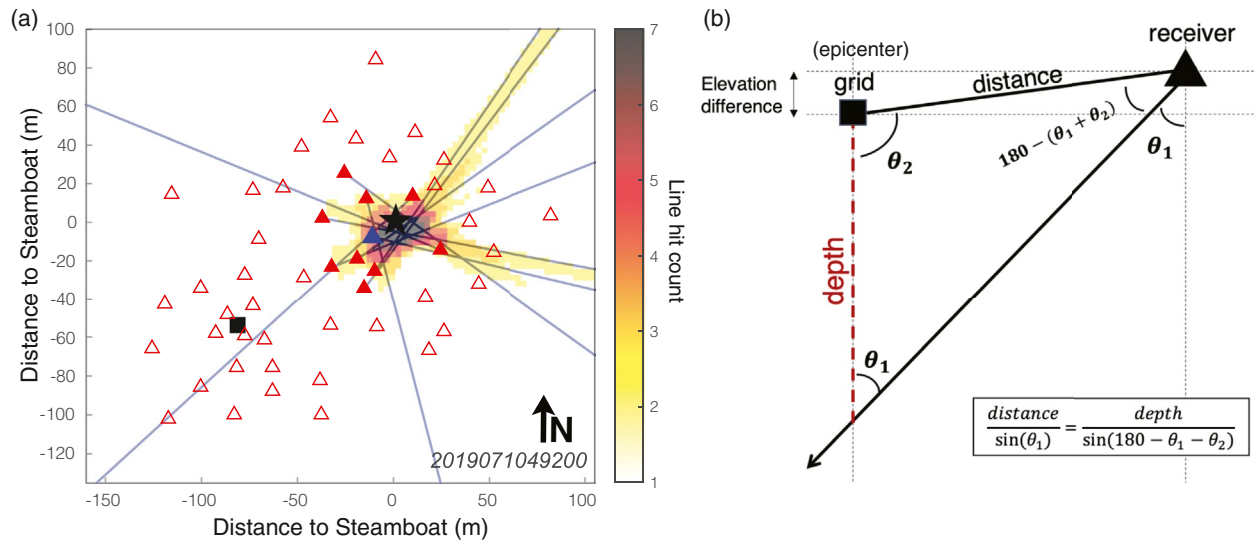 (a)
100
80
60
40
20
0
-20
-40
-60
-80
-100
-120
Distance to Steamboat (m)
-150
-100
-50
0
50
100
Distance to Steamboat (m)
N
2019071049200
7
6
5
4
3
2
1
Line hit count
(b)
(epicenter)
grid
receiver
Elevation
difference
distance
180 − (θ₁ + θ₂)
θ₁
θ₂
depth
θ₁
distance / sin(θ₁) = depth / sin(180 − θ₁ − θ₂)